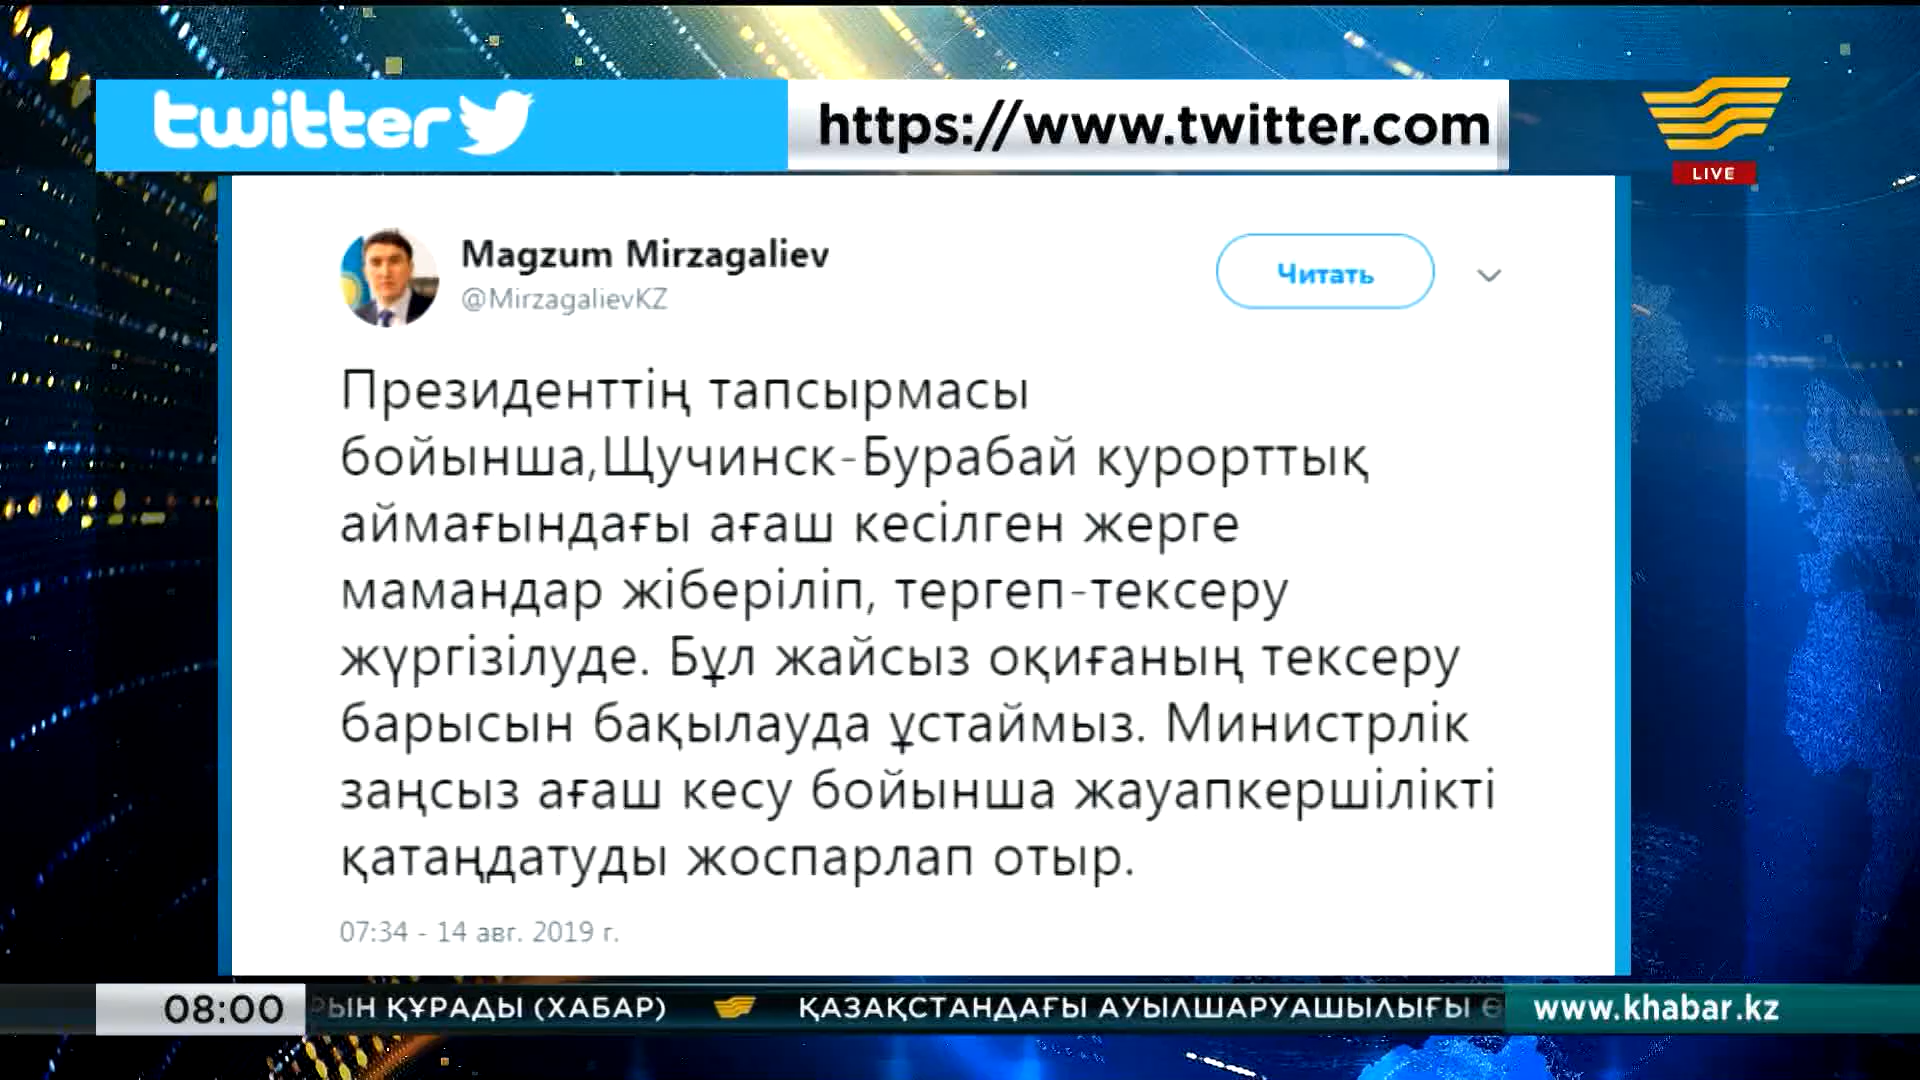 twitter
https://www.twitter.com
LIVE
Magzum Mirzagaliev
@MirzagalievKZ
Читать
Президенттің тапсырмасы
бойынша,Щучинск-Бурабай курорттық
аймағындағы ағаш кесілген жерге
мамандар жіберіліп, тергеп-тексеру
жүргізілуде. Бұл жайсыз оқиғаның тексеру
барысын бақылауда ұстаймыз. Министрлік
заңсыз ағаш кесу бойынша жауапкершілікті
қатаңдатуды жоспарлап отыр.
07:34 - 14 авг. 2019 г.
08:00 ҚҰРАДЫ (ХАБАР) ҚАЗАҚСТАНДАҒЫ АУЫЛШАРУАШЫЛЫҒЫ www.khabar.kz